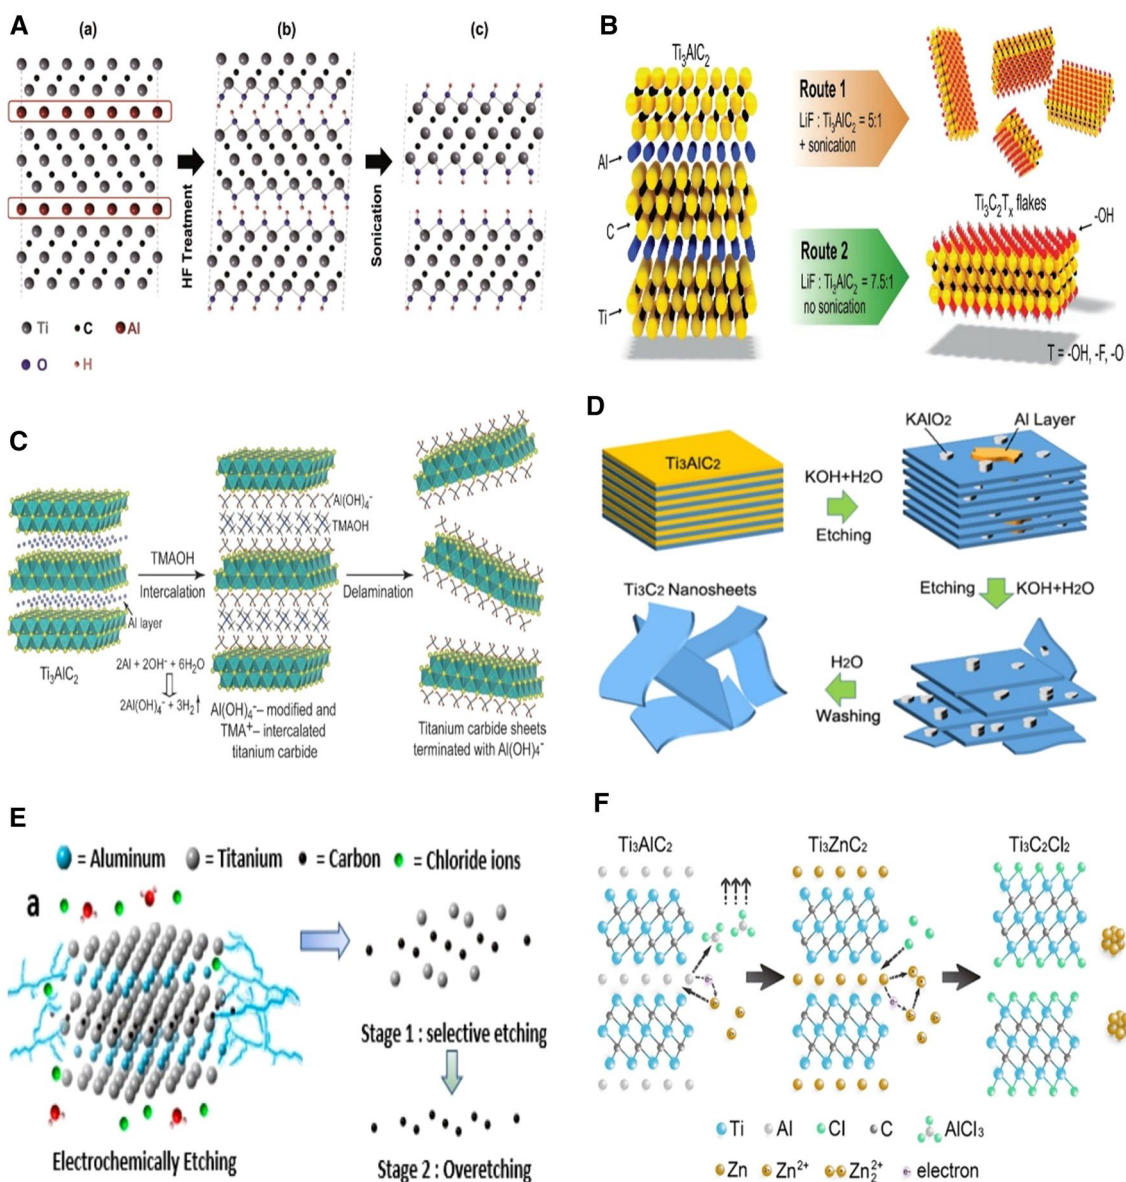 A
(a)
(b)
(c)
HF Treatment
Sonication
Ti
C
Al
O
H
B
Ti₃AlC₂
Al
C
Ti
Route 1
LiF : Ti₃AlC₂ = 5:1
+ sonication
Route 2
LiF : Ti₃AlC₂ = 7.5:1
no sonication
Ti₃C₂Tₓ flakes
-OH
T = -OH, -F, -O
C
TMAOH
Intercalation
Al layer
Ti₃AlC₂
2Al + 2OH⁻ + 6H₂O
2Al(OH)₄⁻ + 3H₂
Al(OH)₄⁻
TMAOH
Al(OH)₄⁻– modified and
TMA⁺– intercalated
titanium carbide
Delamination
Titanium carbide sheets
terminated with Al(OH)4⁻
D
Ti3AlC2
KOH+H2O
Etching
KAlO2
Al Layer
Etching
KOH+H2O
H2O
Washing
Ti3C2 Nanosheets
E
= Aluminum
= Titanium
= Carbon
= Chloride ions
a
Electrochemically Etching
Stage 1 : selective etching
Stage 2 : Overetching
F
Ti₃AlC₂
Ti₃ZnC₂
Ti₃C₂Cl₂
Ti
Al
Cl
C
AlCl₃
Zn
Zn²⁺
Zn₂²⁺
electron